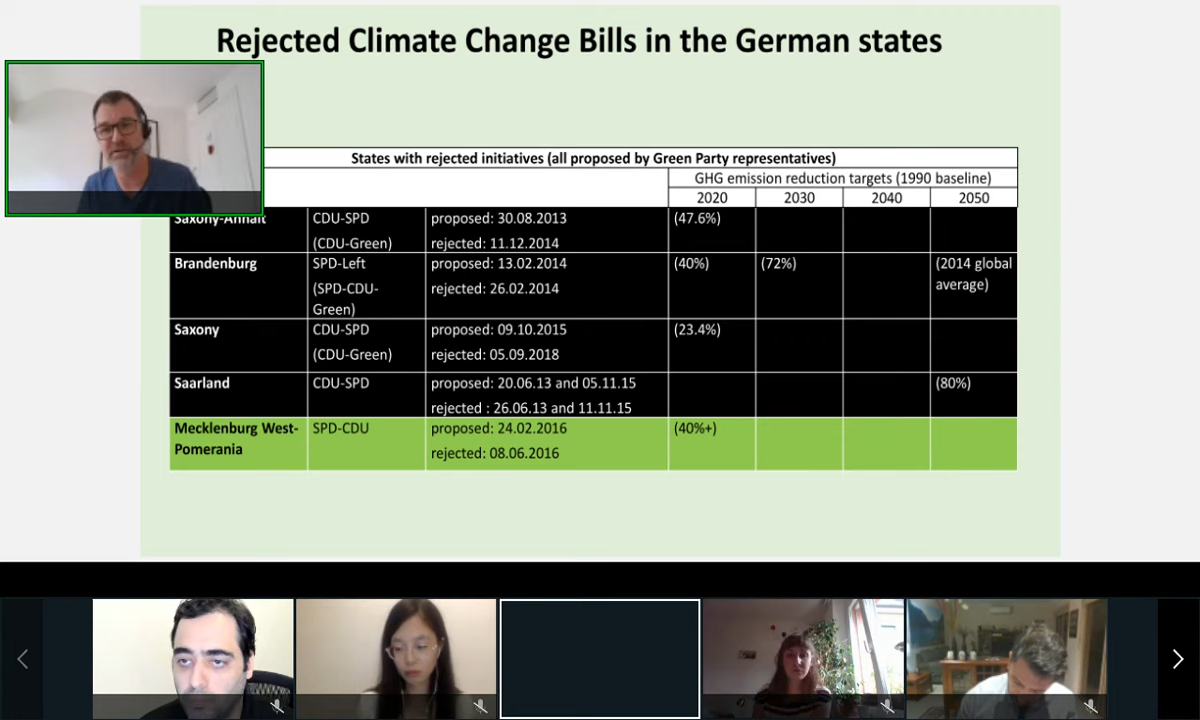 Rejected Climate Change Bills in the German states
States with rejected initiatives (all proposed by Green Party representatives)
GHG emission reduction targets (1990 baseline)
2020 2030 2040 2050
Saxony-Anhalt CDU-SPD proposed: 30.08.2013 (47.6%)
(CDU-Green) rejected: 11.12.2014
Brandenburg SPD-Left proposed: 13.02.2014 (40%) (72%) (2014 global
(SPD-CDU- rejected: 26.02.2014 average)
Green)
Saxony CDU-SPD proposed: 09.10.2015 (23.4%)
(CDU-Green) rejected: 05.09.2018
Saarland CDU-SPD proposed: 20.06.13 and 05.11.15 (80%)
rejected : 26.06.13 and 11.11.15
Mecklenburg West- SPD-CDU proposed: 24.02.2016 (40%+)
Pomerania rejected: 08.06.2016